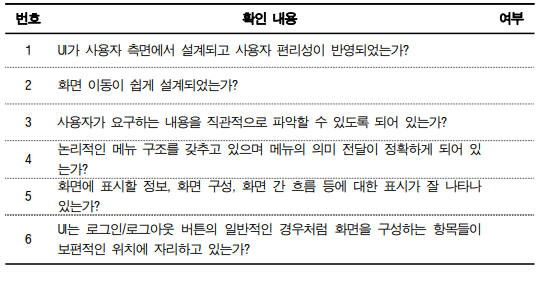 번호 확인 내용 여부
1 UI가 사용자 측면에서 설계되고 사용자 편리성이 반영되었는가?
2 화면 이동이 쉽게 설계되었는가?
3 사용자가 요구하는 내용을 직관적으로 파악할 수 있도록 되어 있는가?
4 논리적인 메뉴 구조를 갖추고 있으며 메뉴의 의미 전달이 정확하게 되어 있
는가?
5 화면에 표시할 정보, 화면 구성, 화면 간 흐름 등에 대한 표시가 잘 나타나
있는가?
6 UI는 로그인/로그아웃 버튼의 일반적인 경우처럼 화면을 구성하는 항목들이
보편적인 위치에 자리하고 있는가?